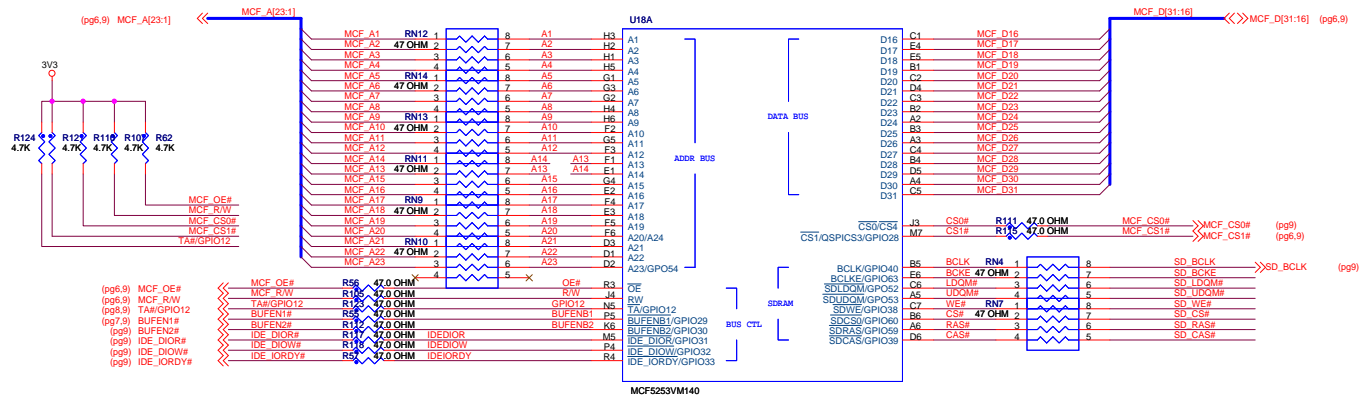 U18A
(pg6,9) MCF_A[23:1]
MCF_A[23:1]
MCF_D[31:16]
MCF_D[31:16] (pg6,9)
MCF_A1 RN12 1 8 A1 H3 A1
MCF_A2 47 OHM 2 7 A2 H2 A2
MCF_A3 3 6 A3 H1 A3
MCF_A4 4 5 A4 H5 A4
MCF_A5 RN14 1 8 A5 G1 A5
MCF_A6 47 OHM 2 7 A6 G3 A6
MCF_A7 3 6 A7 G2 A7
MCF_A8 4 5 A8 H4 A8
MCF_A9 RN13 1 8 A9 H6 A9
MCF_A10 47 OHM 2 7 A10 F2 A10
MCF_A11 3 6 A11 G5 A11
MCF_A12 4 5 A12 F3 A12
MCF_A14 RN11 1 8 A14 A13 F1 A13
MCF_A13 47 OHM 2 7 A13 A14 E1 A14
MCF_A15 3 6 A15 G4 A15
MCF_A16 4 5 A16 E2 A16
MCF_A17 RN9 1 8 A17 F4 A17
MCF_A18 47 OHM 2 7 A18 E3 A18
MCF_A19 3 6 A19 F5 A19
MCF_A20 4 5 A20 F6 A20/A24
MCF_A21 RN10 1 8 A21 D3 A21
MCF_A22 47 OHM 2 7 A22 D1 A22
MCF_A23 3 6 A23 D2 A23/GPO54
4 5
ADDR BUS
DATA BUS
D16 C1 MCF_D16
D17 E4 MCF_D17
D18 E5 MCF_D18
D19 B1 MCF_D19
D20 C2 MCF_D20
D21 D4 MCF_D21
D22 C3 MCF_D22
D23 B2 MCF_D23
D24 A2 MCF_D24
D25 B3 MCF_D25
D26 A3 MCF_D26
D27 C4 MCF_D27
D28 B4 MCF_D28
D29 D5 MCF_D29
D30 A4 MCF_D30
D31 C5 MCF_D31
3V3
R124
4.7K
4.7K
4.7K
4.7K
R62
4.7K
MCF_OE#
MCF_R/W
MCF_CS0#
MCF_CS1#
TA#/GPIO12
CS0/CS4 J3 CS0# R111 47.0 OHM MCF_CS0# MCF_CS0# (pg9)
CS1/QSPICS3/GPIO28 M7 CS1# R115 47.0 OHM MCF_CS1# MCF_CS1# (pg6,9)
SDRAM
BCLK/GPIO40 B5 BCLK RN4 1 8 SD_BCLK SD_BCLK (pg9)
BCLKE/GPIO63 E6 BCKE 47 OHM 2 7 SD_BCKE
SDLDQM/GPO52 C6 LDQM# 3 6 SD_LDQM#
SDUDQM/GPO53 A5 UDQM# 4 5 SD_UDQM#
SDWE/GPIO38 C7 WE# RN7 1 8 SD_WE#
SDCS0/GPIO60 B6 CS# 47 OHM 2 7 SD_CS#
SDRAS/GPIO59 A6 RAS# 3 6 SD_RAS#
SDCAS/GPIO39 D6 CAS# 4 5 SD_CAS#
(pg6,9) MCF_OE# MCF_OE# R56 47.0 OHM OE# R3 OE
(pg6,9) MCF_R/W MCF_R/W R105 47.0 OHM R/W J4 RW
(pg8,9) TA#/GPIO12 TA#/GPIO12 R123 47.0 OHM GPIO12 N5 TA/GPIO12
(pg7,9) BUFEN1# BUFEN1# R55 47.0 OHM BUFENB1 P5 BUFENB1/GPIO29
(pg9) BUFEN2# BUFEN2# R112 47.0 OHM BUFENB2 K6 BUFENB2/GPIO30
(pg9) IDE_DIOR# IDE_DIOR# R117 47.0 OHM IDEDIOR M5 IDE_DIOR/GPIO31
(pg9) IDE_DIOW# IDE_DIOW# R118 47.0 OHM IDEDIOW P4 IDE_DIOW/GPIO32
(pg9) IDE_IORDY# IDE_IORDY# 47.0 OHM IDEIORDY R4 IDE_IORDY/GPIO33
BUS CTL
MCF5253VM140